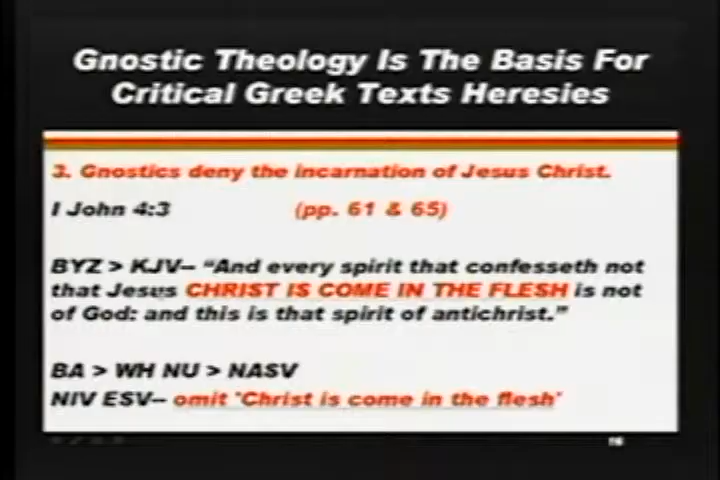 Gnostic Theology Is The Basis For
Critical Greek Texts Heresies
3. Gnostics deny the incarnation of Jesus Christ.
I John 4:3 (pp. 61 & 65)
BYZ > KJV-- “And every spirit that confesseth not
that Jesus CHRIST IS COME IN THE FLESH is not
of God: and this is that spirit of antichrist.”
BA > WH NU > NASV
NIV ESV-- omit 'Christ is come in the flesh'
16